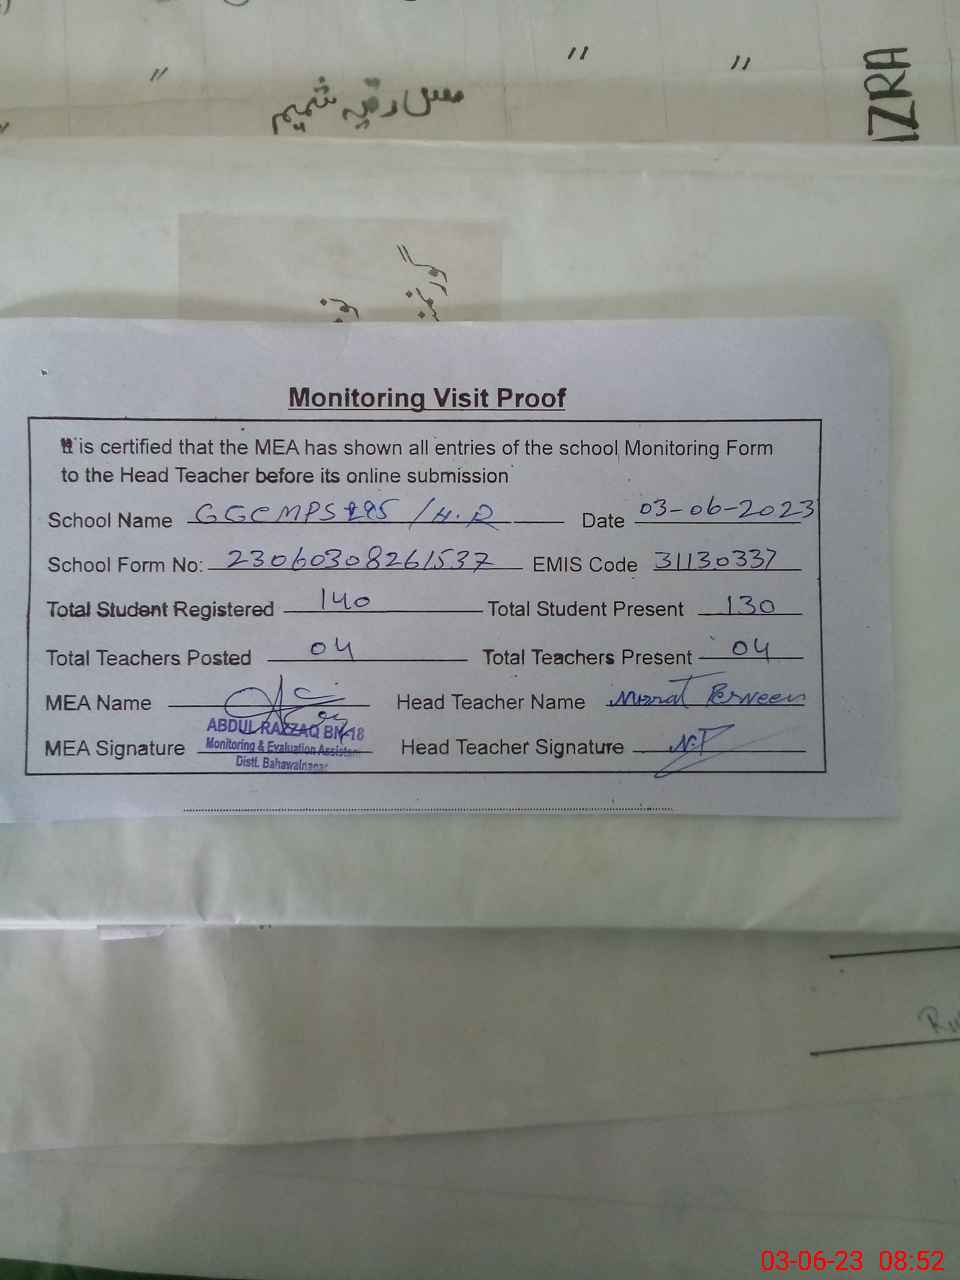 "
"
"
مس رقیہ شمیم
IZRA
Monitoring Visit Proof
It is certified that the MEA has shown all entries of the school Monitoring Form
to the Head Teacher before its online submission
School Name GGCMPS 195/H.R Date 03-06-2023
School Form No: 23060308261537 EMIS Code 31130337
Total Student Registered 140 Total Student Present 130
Total Teachers Posted 04 Total Teachers Present 04
MEA Name Head Teacher Name Perveen
ABDUL RAZZAQ BN-18
MEA Signature Monitoring & Evaluation Assistant Head Teacher Signature N.P
Distt. Bahawalnagar
03-06-23 08:52